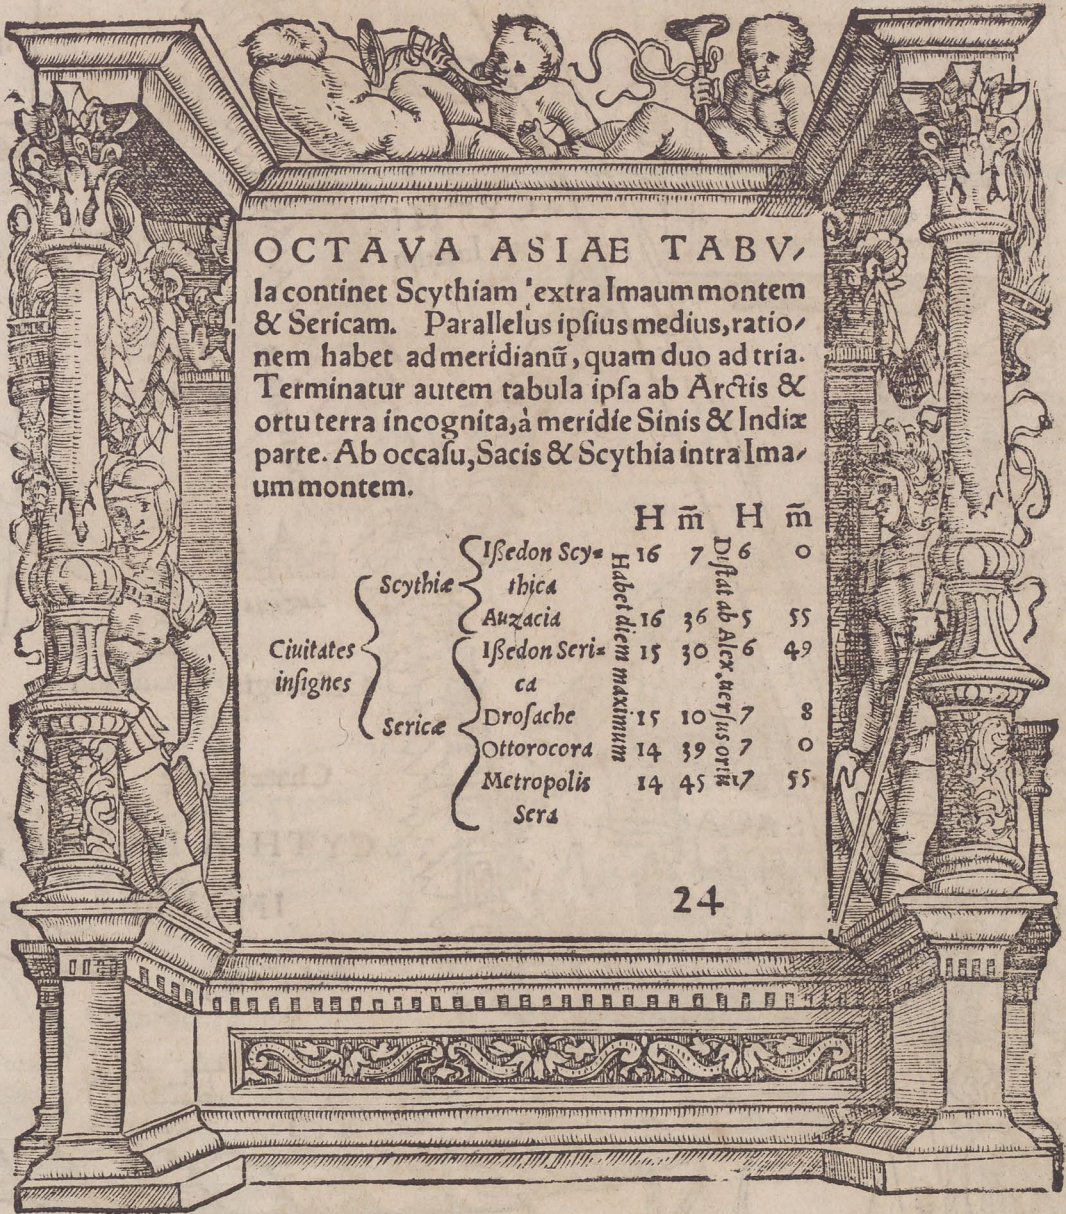 OCTAVA ASIAE TABV⸗
la continet Scythiam 'extra Imaum montem
& Sericam. Parallelus ipſius medius, ratio⸗
nem habet ad meridianū, quam duo ad tria.
Terminatur autem tabula ipſa ab Arctis &
ortu terra incognita, à meridie Sinis & Indiæ
parte. Ab occaſu, Sacis & Scythia intra Ima⸗
um montem.
H m̄ H m̄
Ciuitates
inſignes
Scythiæ
Sericæ
Habet diem maximum
Diſtat ab Alex. uerſus ortū
Ißedon Scy⸗ 16 7 6 0
thica
Auzacia 16 36 5 55
Ißedon Seri⸗ 15 30 6 49
ca
Droſache 15 10 7 8
Ottorocora 14 39 7 0
Metropolis 14 45 17 55
Sera
24